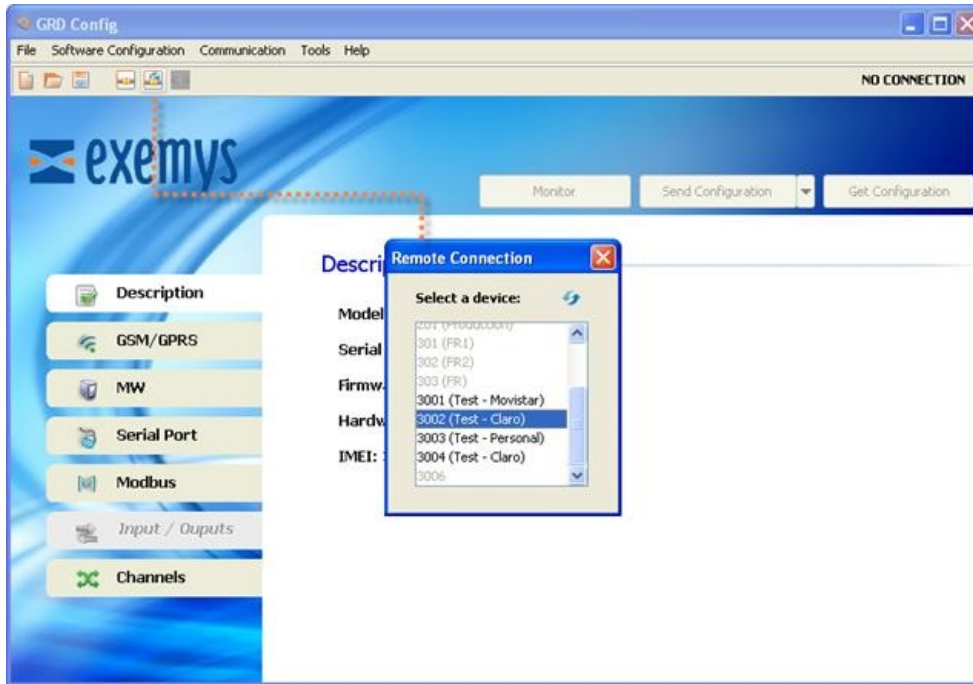 GRD Config
File Software Configuration Communication Tools Help
NO CONNECTION
exemys
Monitor
Send Configuration
Get Configuration
Remote Connection
Select a device:
301 (FR1)
302 (FR2)
303 (FR)
3001 (Test - Movistar)
3002 (Test - Claro)
3003 (Test - Personal)
3004 (Test - Claro)
3006
Descri
Model
Serial
Firmw
Hardw
IMEI:
Description
GSM/GPRS
MW
Serial Port
Modbus
Input / Ouputs
Channels